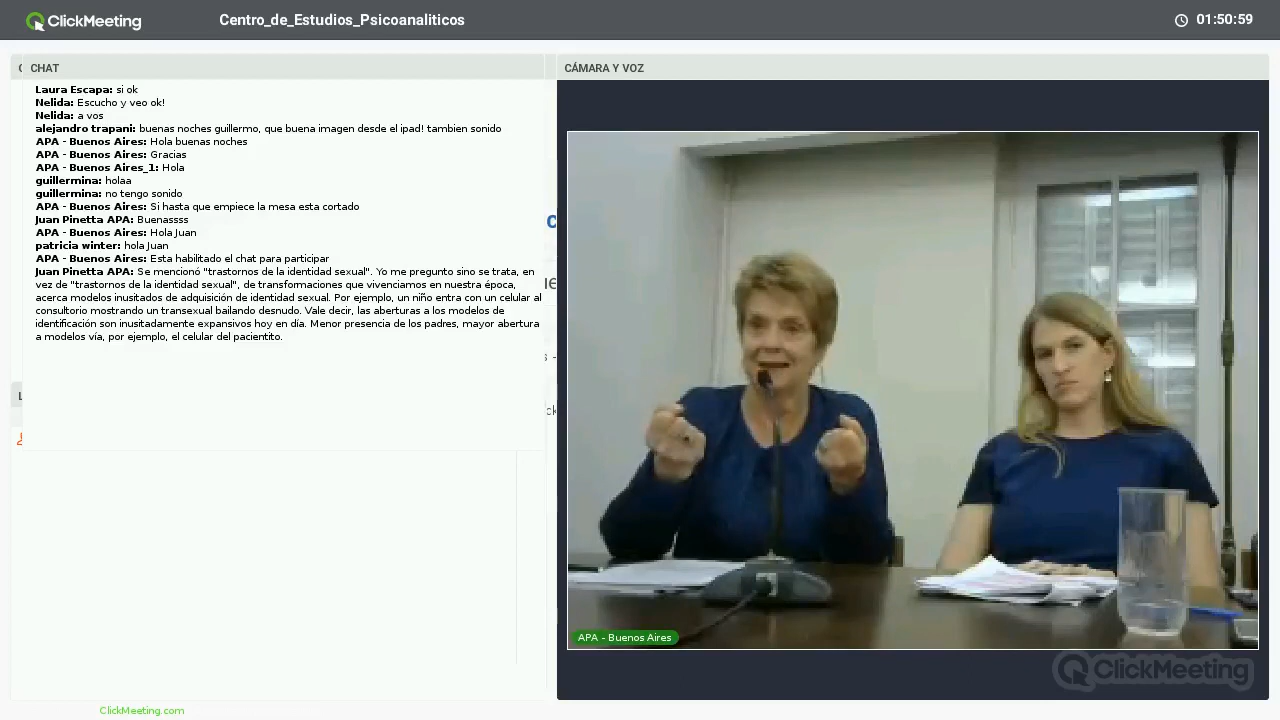 ClickMeeting
Centro_de_Estudios_Psicoanaliticos
01:50:59
CHAT
CÁMARA Y VOZ
Laura Escapa: si ok
Nelida: Escucho y veo ok!
Nelida: a vos
alejandro trapani: buenas noches guillermo, que buena imagen desde el ipad! tambien sonido
APA - Buenos Aires: Hola buenas noches
APA - Buenos Aires: Gracias
APA - Buenos Aires_1: Hola
guillermina: holaa
guillermina: no tengo sonido
APA - Buenos Aires: Si hasta que empiece la mesa esta cortado
Juan Pinetta APA: Buenassss
APA - Buenos Aires: Hola Juan
patricia winter: hola Juan
APA - Buenos Aires: Esta habilitado el chat para participar
Juan Pinetta APA: Se mencionó "trastornos de la identidad sexual". Yo me pregunto sino se trata, en
vez de "trastornos de la identidad sexual", de transformaciones que vivenciamos en nuestra época,
acerca modelos inusitados de adquisición de identidad sexual. Por ejemplo, un niño entra con un celular al
consultorio mostrando un transexual bailando desnudo. Vale decir, las aberturas a los modelos de
identificación son inusitadamente expansivos hoy en día. Menor presencia de los padres, mayor abertura
a modelos vía, por ejemplo, el celular del pacientito.
APA - Buenos Aires
ClickMeeting
ClickMeeting.com